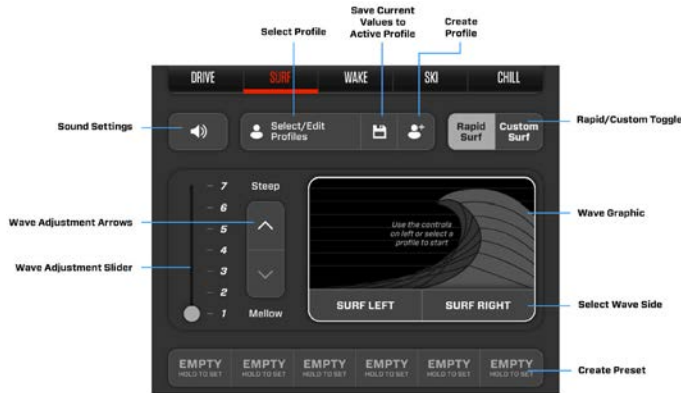 Save Current
Values to
Active Profile
Create
Profile
Select Profile
DRIVE
SURF
WAKE
SKI
CHILL
Sound Settings
Select/Edit
Profiles
Rapid
Surf
Custom
Surf
Rapid/Custom Toggle
7
Steep
6
5
4
3
2
1
Mellow
Wave Adjustment Arrows
Wave Adjustment Slider
Use the controls
on left or select a
profile to start
Wave Graphic
SURF LEFT
SURF RIGHT
Select Wave Side
EMPTY
HOLD TO SET
EMPTY
HOLD TO SET
EMPTY
HOLD TO SET
EMPTY
HOLD TO SET
EMPTY
HOLD TO SET
EMPTY
HOLD TO SET
Create Preset